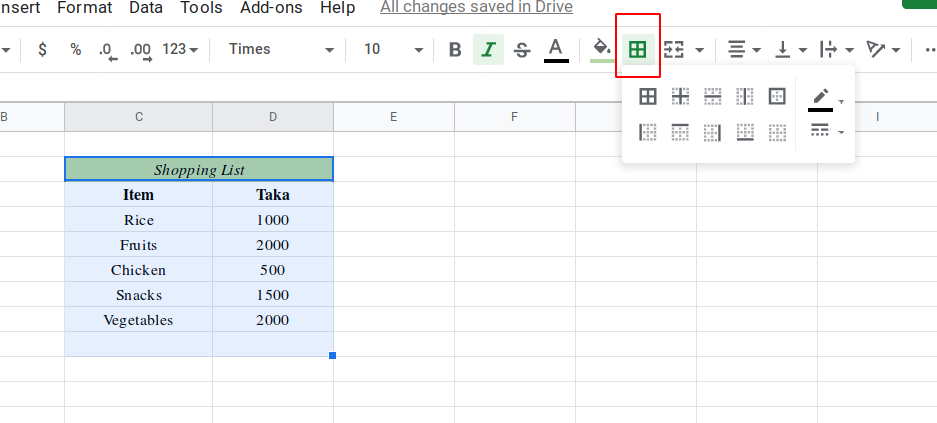 nsert Format Data Tools Add-ons Help All changes saved in Drive
$ % .0 .00 123 Times 10 B I S A
B C D E F I
Shopping List
Item Taka
Rice 1000
Fruits 2000
Chicken 500
Snacks 1500
Vegetables 2000